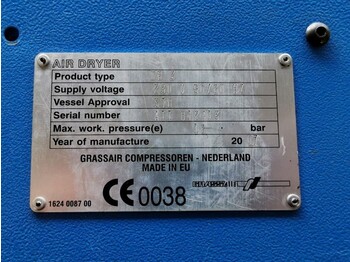 AIR DRYER
Product type
Supply voltage
Vessel Approval
Serial number
Max. work. pressure(e) bar
Year of manufacture 20
GRASSAIR COMPRESSOREN - NEDERLAND
MADE IN EU
CE 0038
1624 0087 00